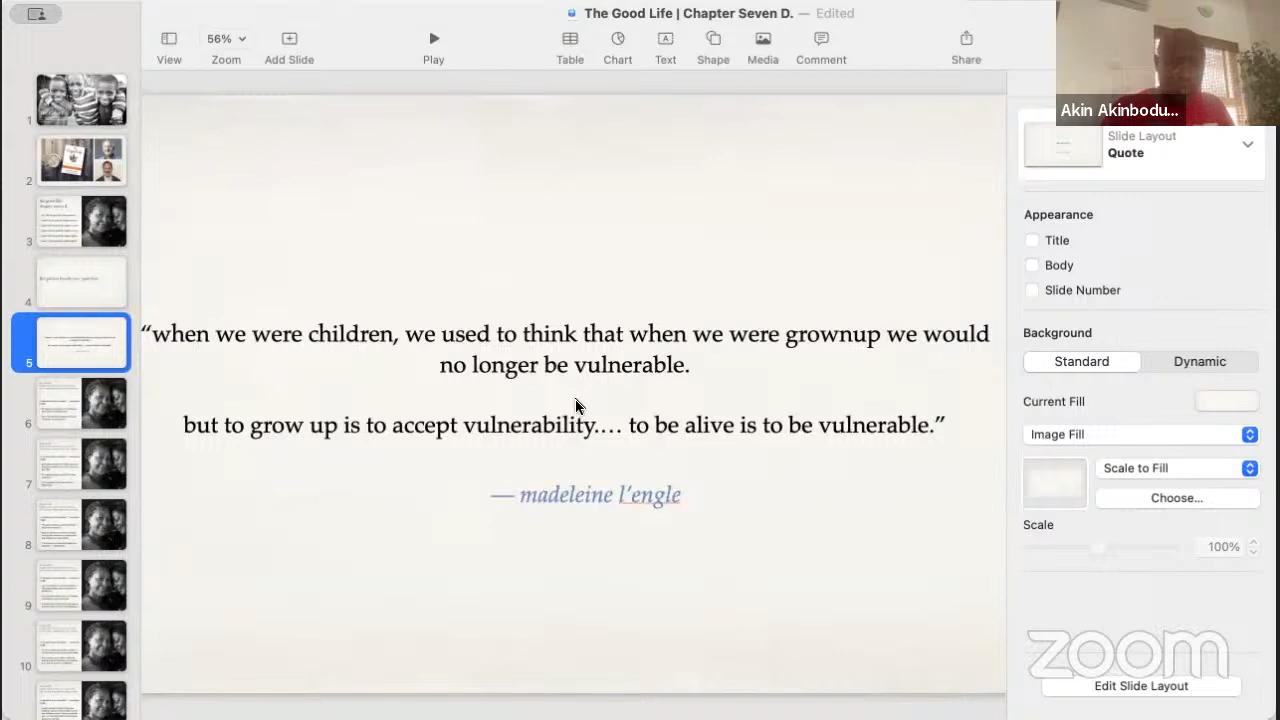 The Good Life | Chapter Seven D. — Edited
56%
View
Zoom
Add Slide
Play
Table
Chart
Text
Shape
Media
Comment
Share
Akin Akinbodu...
1
2
3
4
5
6
7
8
9
10
“when we were children, we used to think that when we were grownup we would
no longer be vulnerable.
but to grow up is to accept vulnerability.… to be alive is to be vulnerable.”
— madeleine l’engle
Slide Layout
Quote
Appearance
Title
Body
Slide Number
Background
Standard
Dynamic
Current Fill
Image Fill
Scale to Fill
Choose...
Scale
100%
zoom
Edit Slide Layout